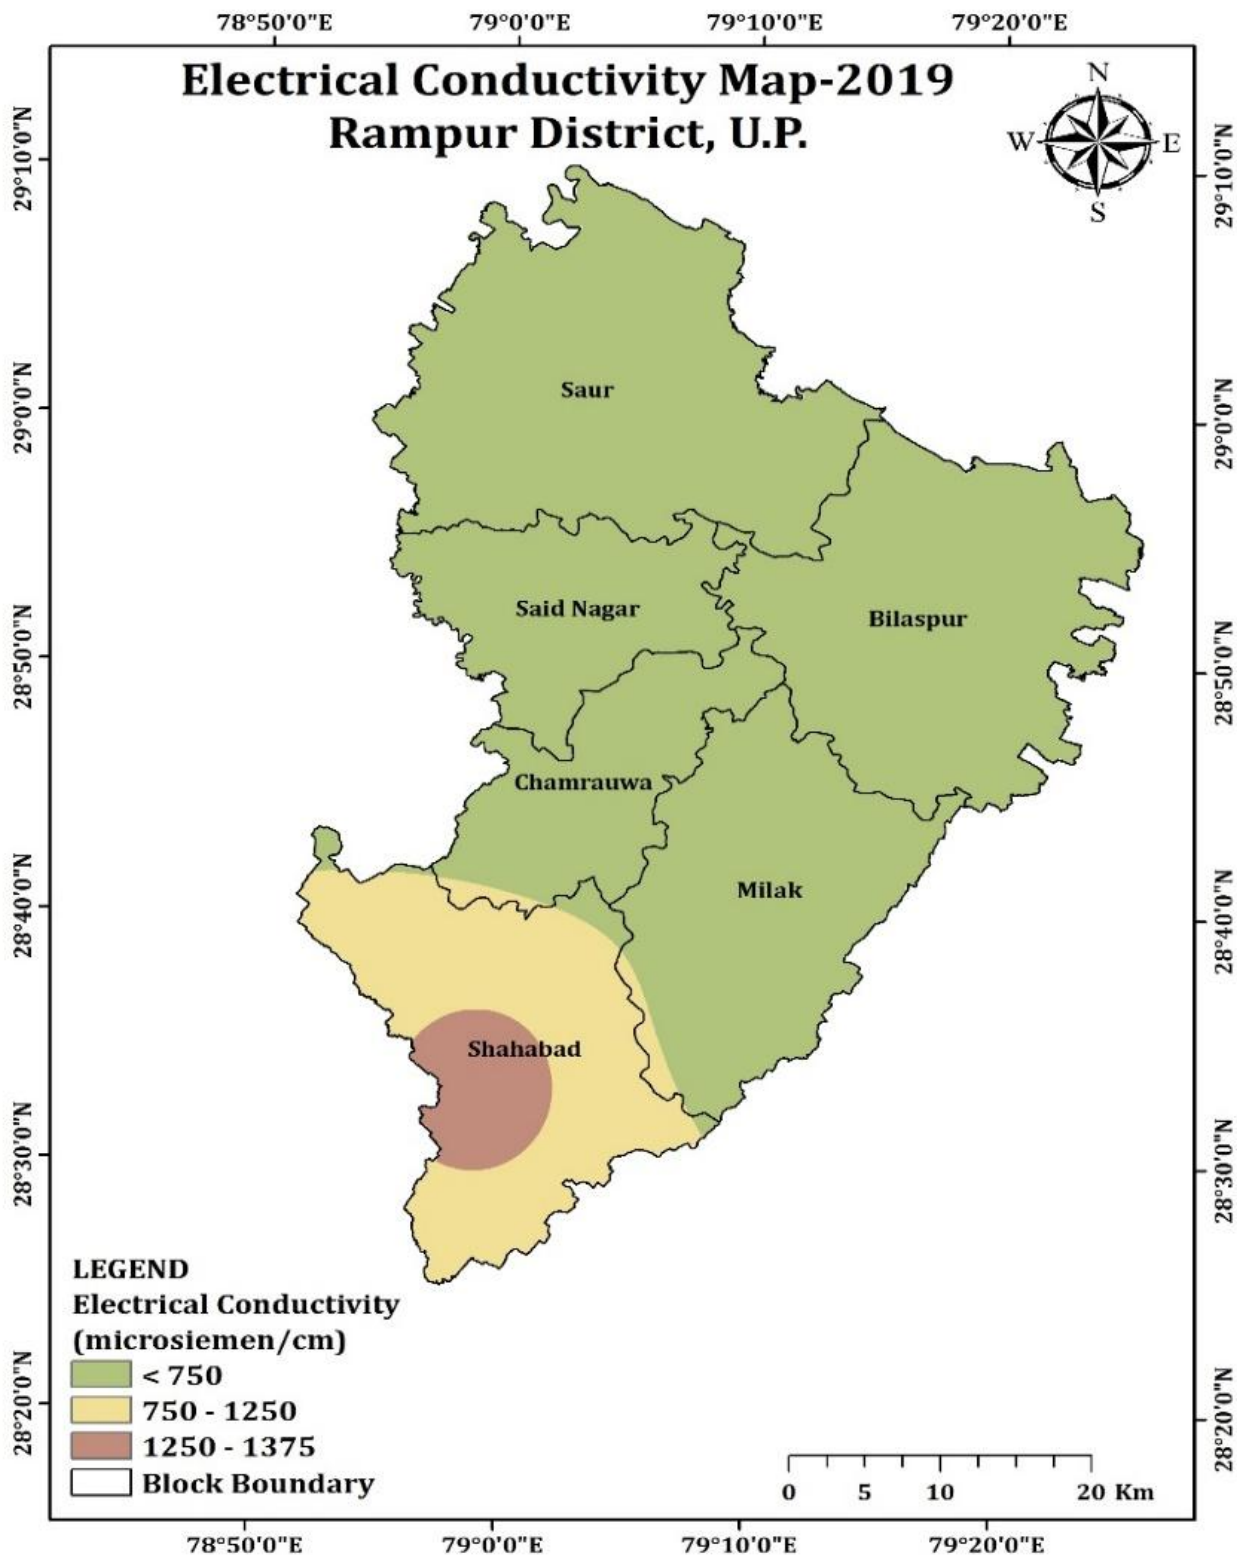 78°50'0"E 79°0'0"E 79°10'0"E 79°20'0"E
Electrical Conductivity Map-2019
Rampur District, U.P.
N
W E
S
29°10'0"N 29°10'0"N
29°0'0"N 29°0'0"N
28°50'0"N 28°50'0"N
28°40'0"N 28°40'0"N
28°30'0"N 28°30'0"N
28°20'0"N 28°20'0"N
Saur
Said Nagar
Bilaspur
Chamrauwa
Milak
Shahabad
LEGEND
Electrical Conductivity
(microsiemen/cm)
< 750
750 - 1250
1250 - 1375
Block Boundary
0 5 10 20 Km
78°50'0"E 79°0'0"E 79°10'0"E 79°20'0"E